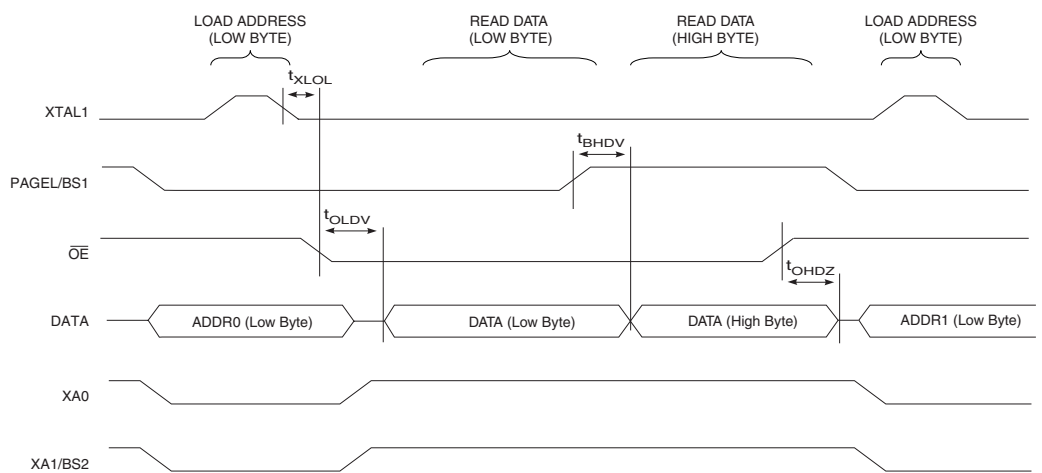 LOAD ADDRESS
(LOW BYTE)
READ DATA
(LOW BYTE)
READ DATA
(HIGH BYTE)
LOAD ADDRESS
(LOW BYTE)
tXLOL
XTAL1
tBHDV
PAGEL/BS1
tOLDV
OE
tOHDZ
DATA
ADDR0 (Low Byte)
DATA (Low Byte)
DATA (High Byte)
ADDR1 (Low Byte)
XA0
XA1/BS2